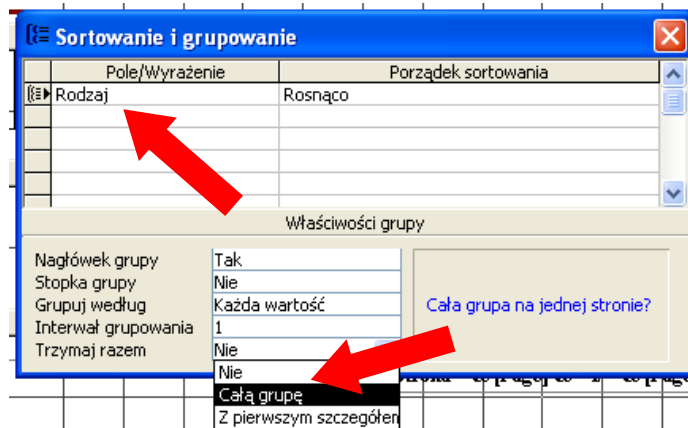 Sortowanie i grupowanie
Pole/Wyrażenie Porządek sortowania
Rodzaj Rosnąco
Właściwości grupy
Nagłówek grupy Tak
Stopka grupy Nie
Grupuj według Każda wartość
Interwał grupowania 1
Trzymaj razem Nie
Cała grupa na jednej stronie?
Nie
Całą grupę
Z pierwszym szczegółem